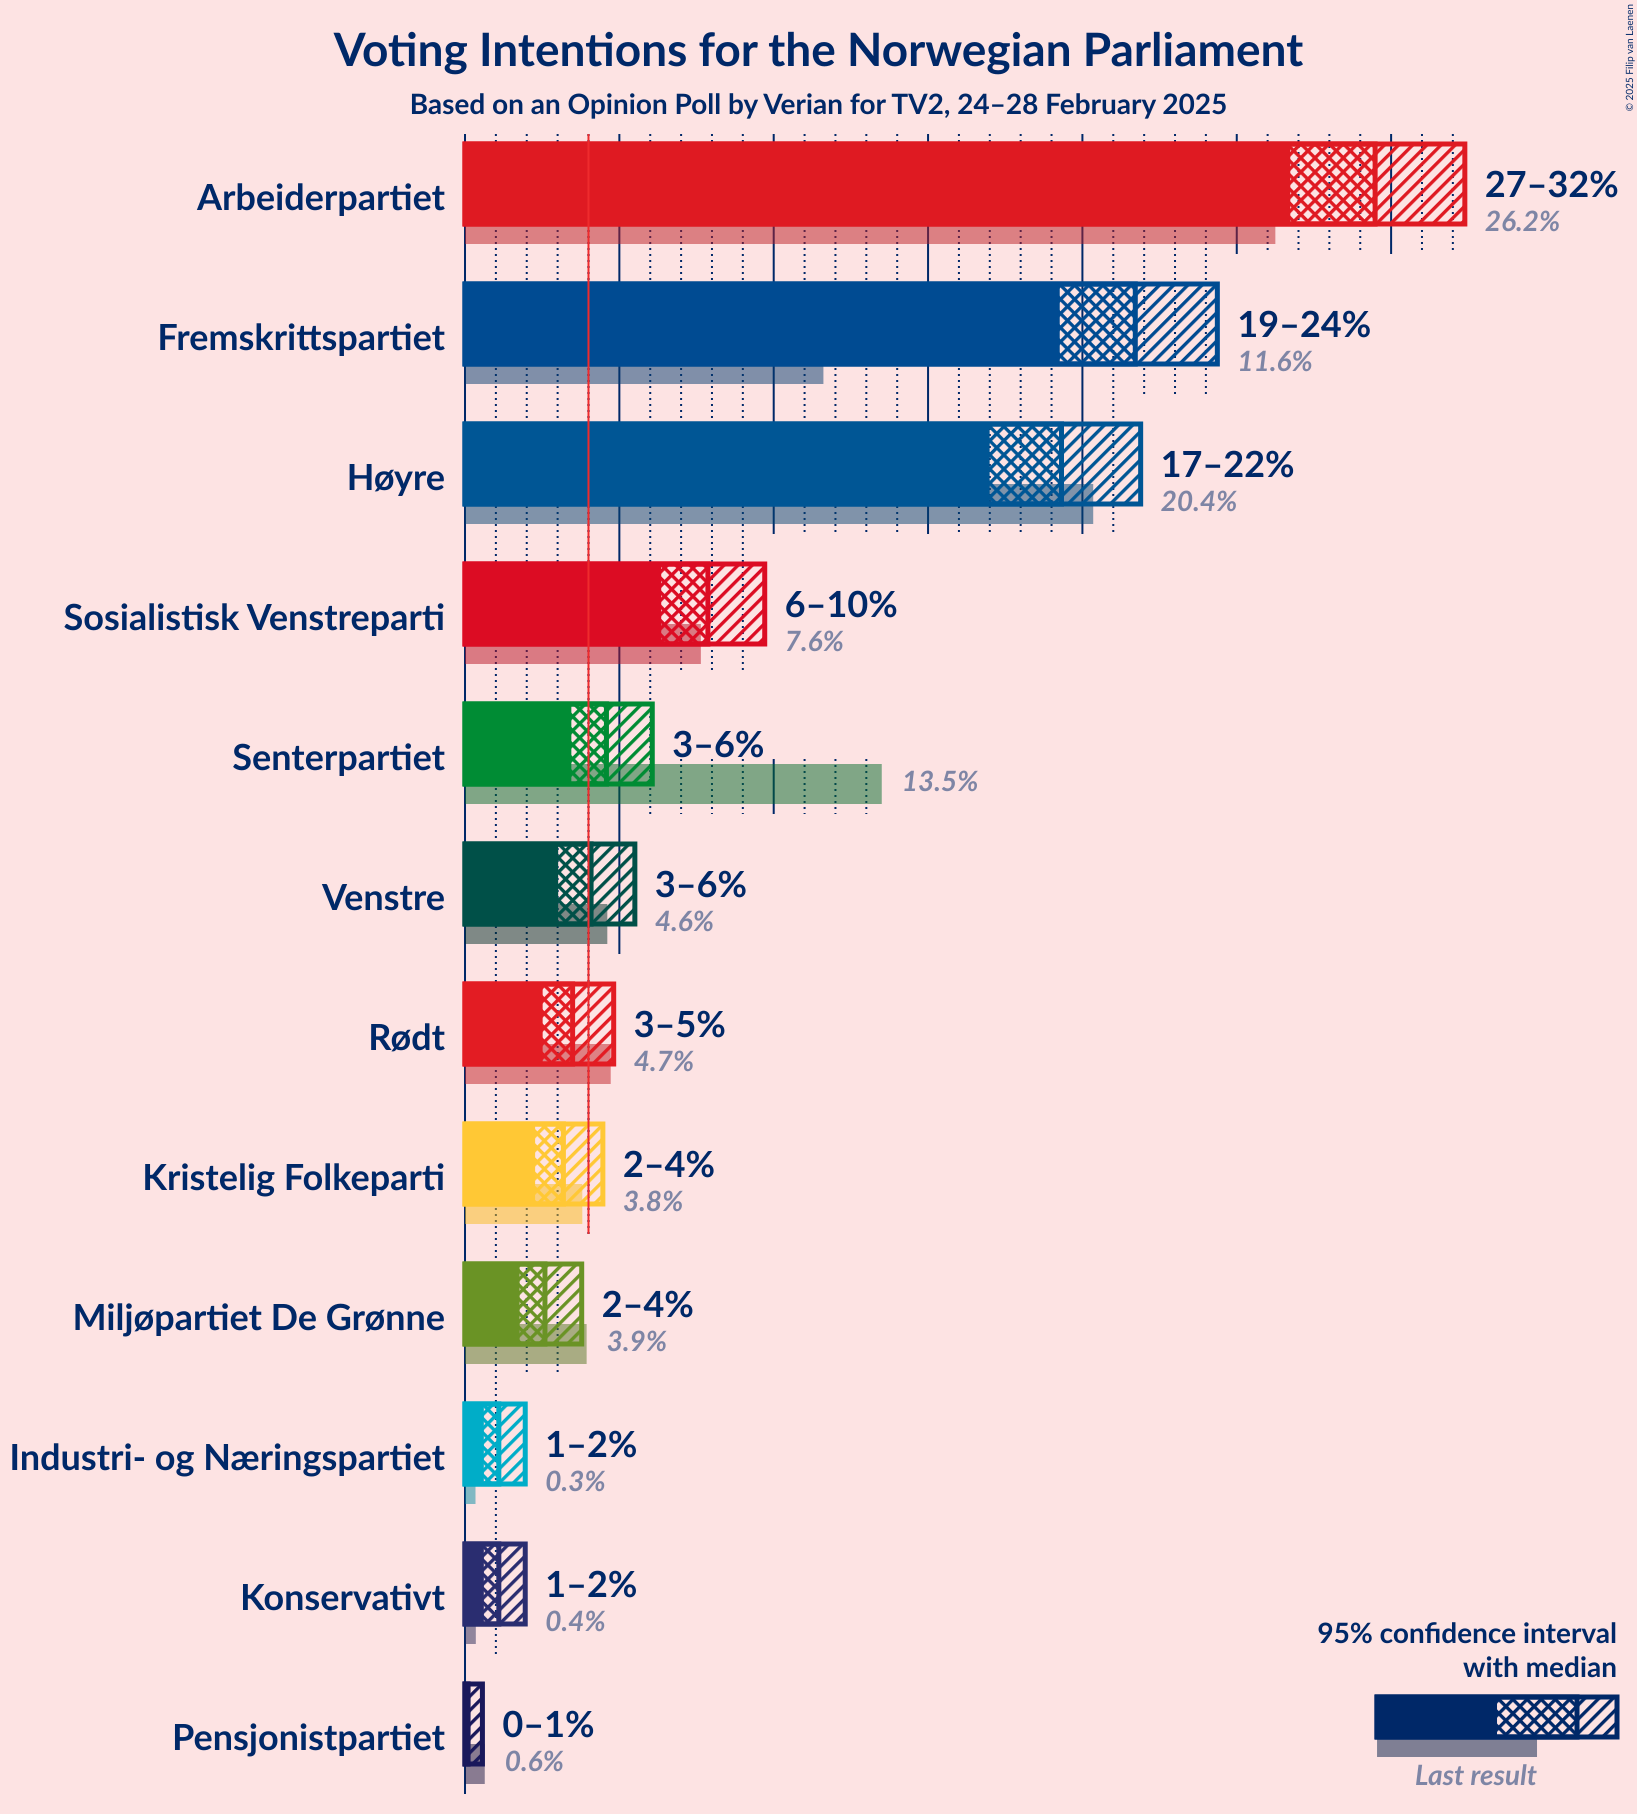 Voting Intentions for the Norwegian Parliament
Based on an Opinion Poll by Verian for TV2, 24–28 February 2025
© 2025 Filip van Laenen
Arbeiderpartiet
27–32%
26.2%
Fremskrittspartiet
19–24%
11.6%
Høyre
17–22%
20.4%
Sosialistisk Venstreparti
6–10%
7.6%
Senterpartiet
3–6%
13.5%
Venstre
3–6%
4.6%
Rødt
3–5%
4.7%
Kristelig Folkeparti
2–4%
3.8%
Miljøpartiet De Grønne
2–4%
3.9%
Industri- og Næringspartiet
1–2%
0.3%
Konservativt
1–2%
0.4%
Pensjonistpartiet
0–1%
0.6%
95% confidence interval
with median
Last result